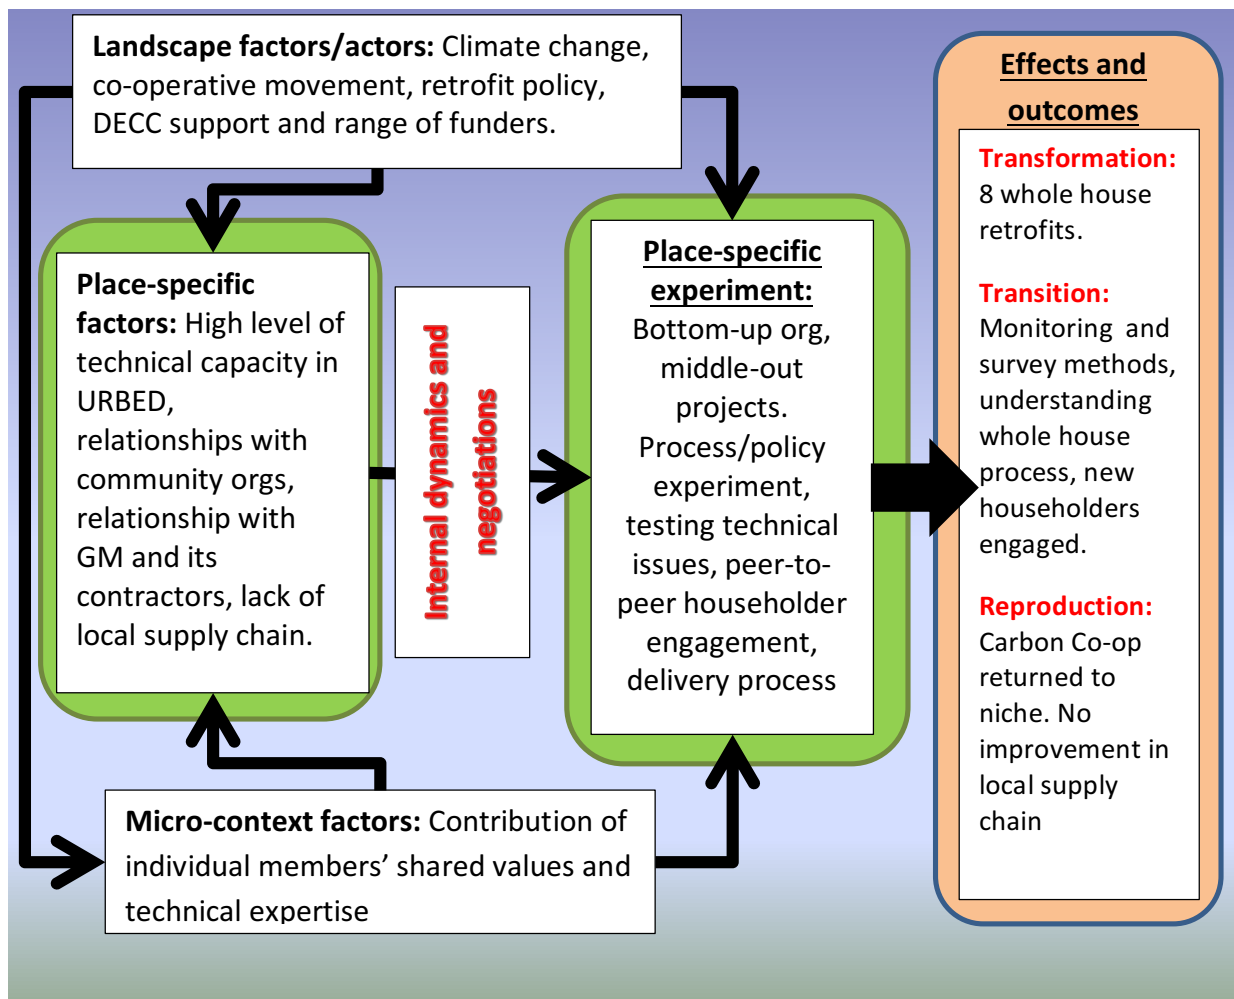 Landscape factors/actors: Climate change,
co-operative movement, retrofit policy,
DECC support and range of funders.
Place-specific
factors: High level of
technical capacity in
URBED,
relationships with
community orgs,
relationship with
GM and its
contractors, lack of
local supply chain.
Internal dynamics and
negotiations
Place-specific
experiment:
Bottom-up org,
middle-out
projects.
Process/policy
experiment,
testing technical
issues, peer-to-
peer householder
engagement,
delivery process
Micro-context factors: Contribution of
individual members’ shared values and
technical expertise
Effects and
outcomes
Transformation:
8 whole house
retrofits.
Transition:
Monitoring and
survey methods,
understanding
whole house
process, new
householders
engaged.
Reproduction:
Carbon Co-op
returned to
niche. No
improvement in
local supply
chain